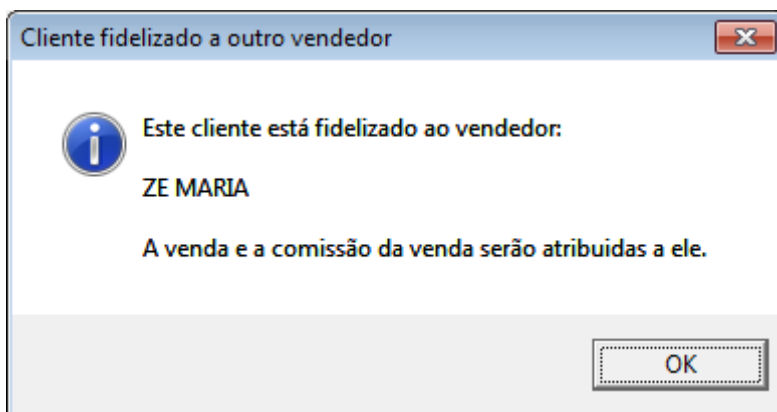 Cliente fidelizado a outro vendedor
Este cliente está fidelizado ao vendedor:
ZE MARIA
A venda e a comissão da venda serão atribuidas a ele.
OK